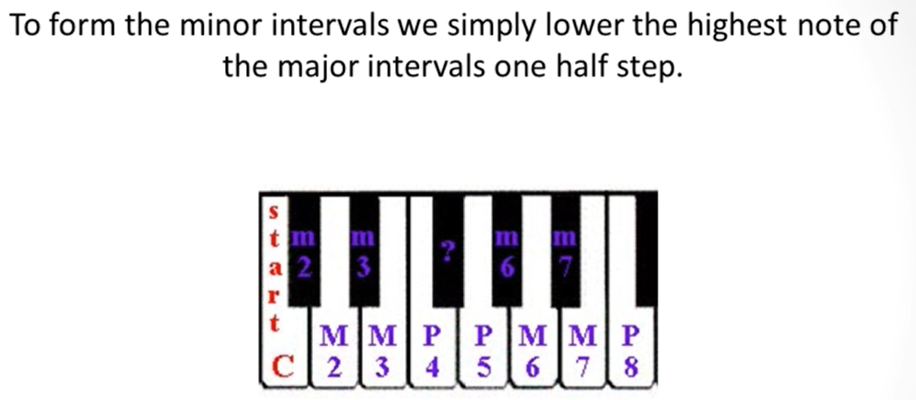 To form the minor intervals we simply lower the highest note of
the major intervals one half step.
start
m m ? m m
2 3 6 7
M M P P M M P
C 2 3 4 5 6 7 8